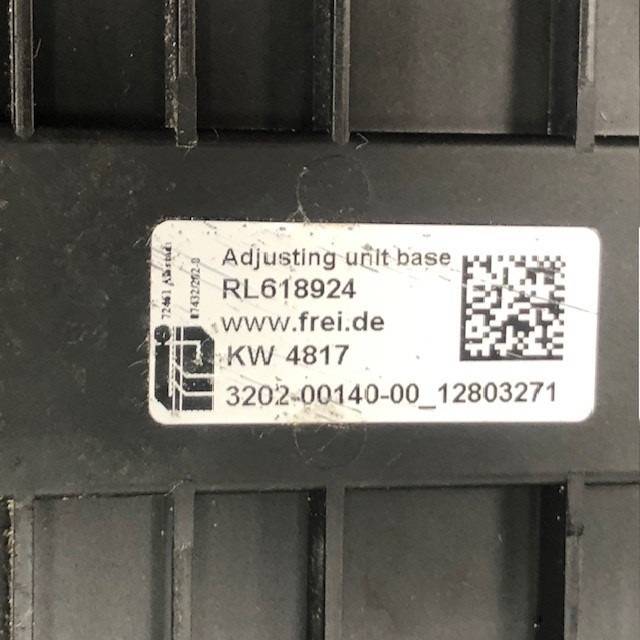 Adjusting unit base
RL618924
www.frei.de
KW 4817
3202-00140-00_12803271